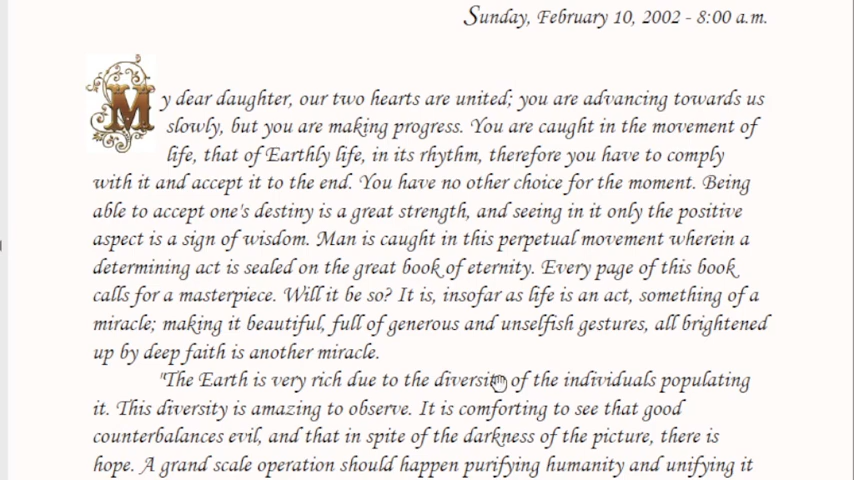 Sunday, February 10, 2002 - 8:00 a.m.
My dear daughter, our two hearts are united; you are advancing towards us
slowly, but you are making progress. You are caught in the movement of
life, that of Earthly life, in its rhythm, therefore you have to comply
with it and accept it to the end. You have no other choice for the moment. Being
able to accept one's destiny is a great strength, and seeing in it only the positive
aspect is a sign of wisdom. Man is caught in this perpetual movement wherein a
determining act is sealed on the great book of eternity. Every page of this book
calls for a masterpiece. Will it be so? It is, insofar as life is an act, something of a
miracle; making it beautiful, full of generous and unselfish gestures, all brightened
up by deep faith is another miracle.
"The Earth is very rich due to the diversity of the individuals populating
it. This diversity is amazing to observe. It is comforting to see that good
counterbalances evil, and that in spite of the darkness of the picture, there is
hope. A grand scale operation should happen purifying humanity and unifying it